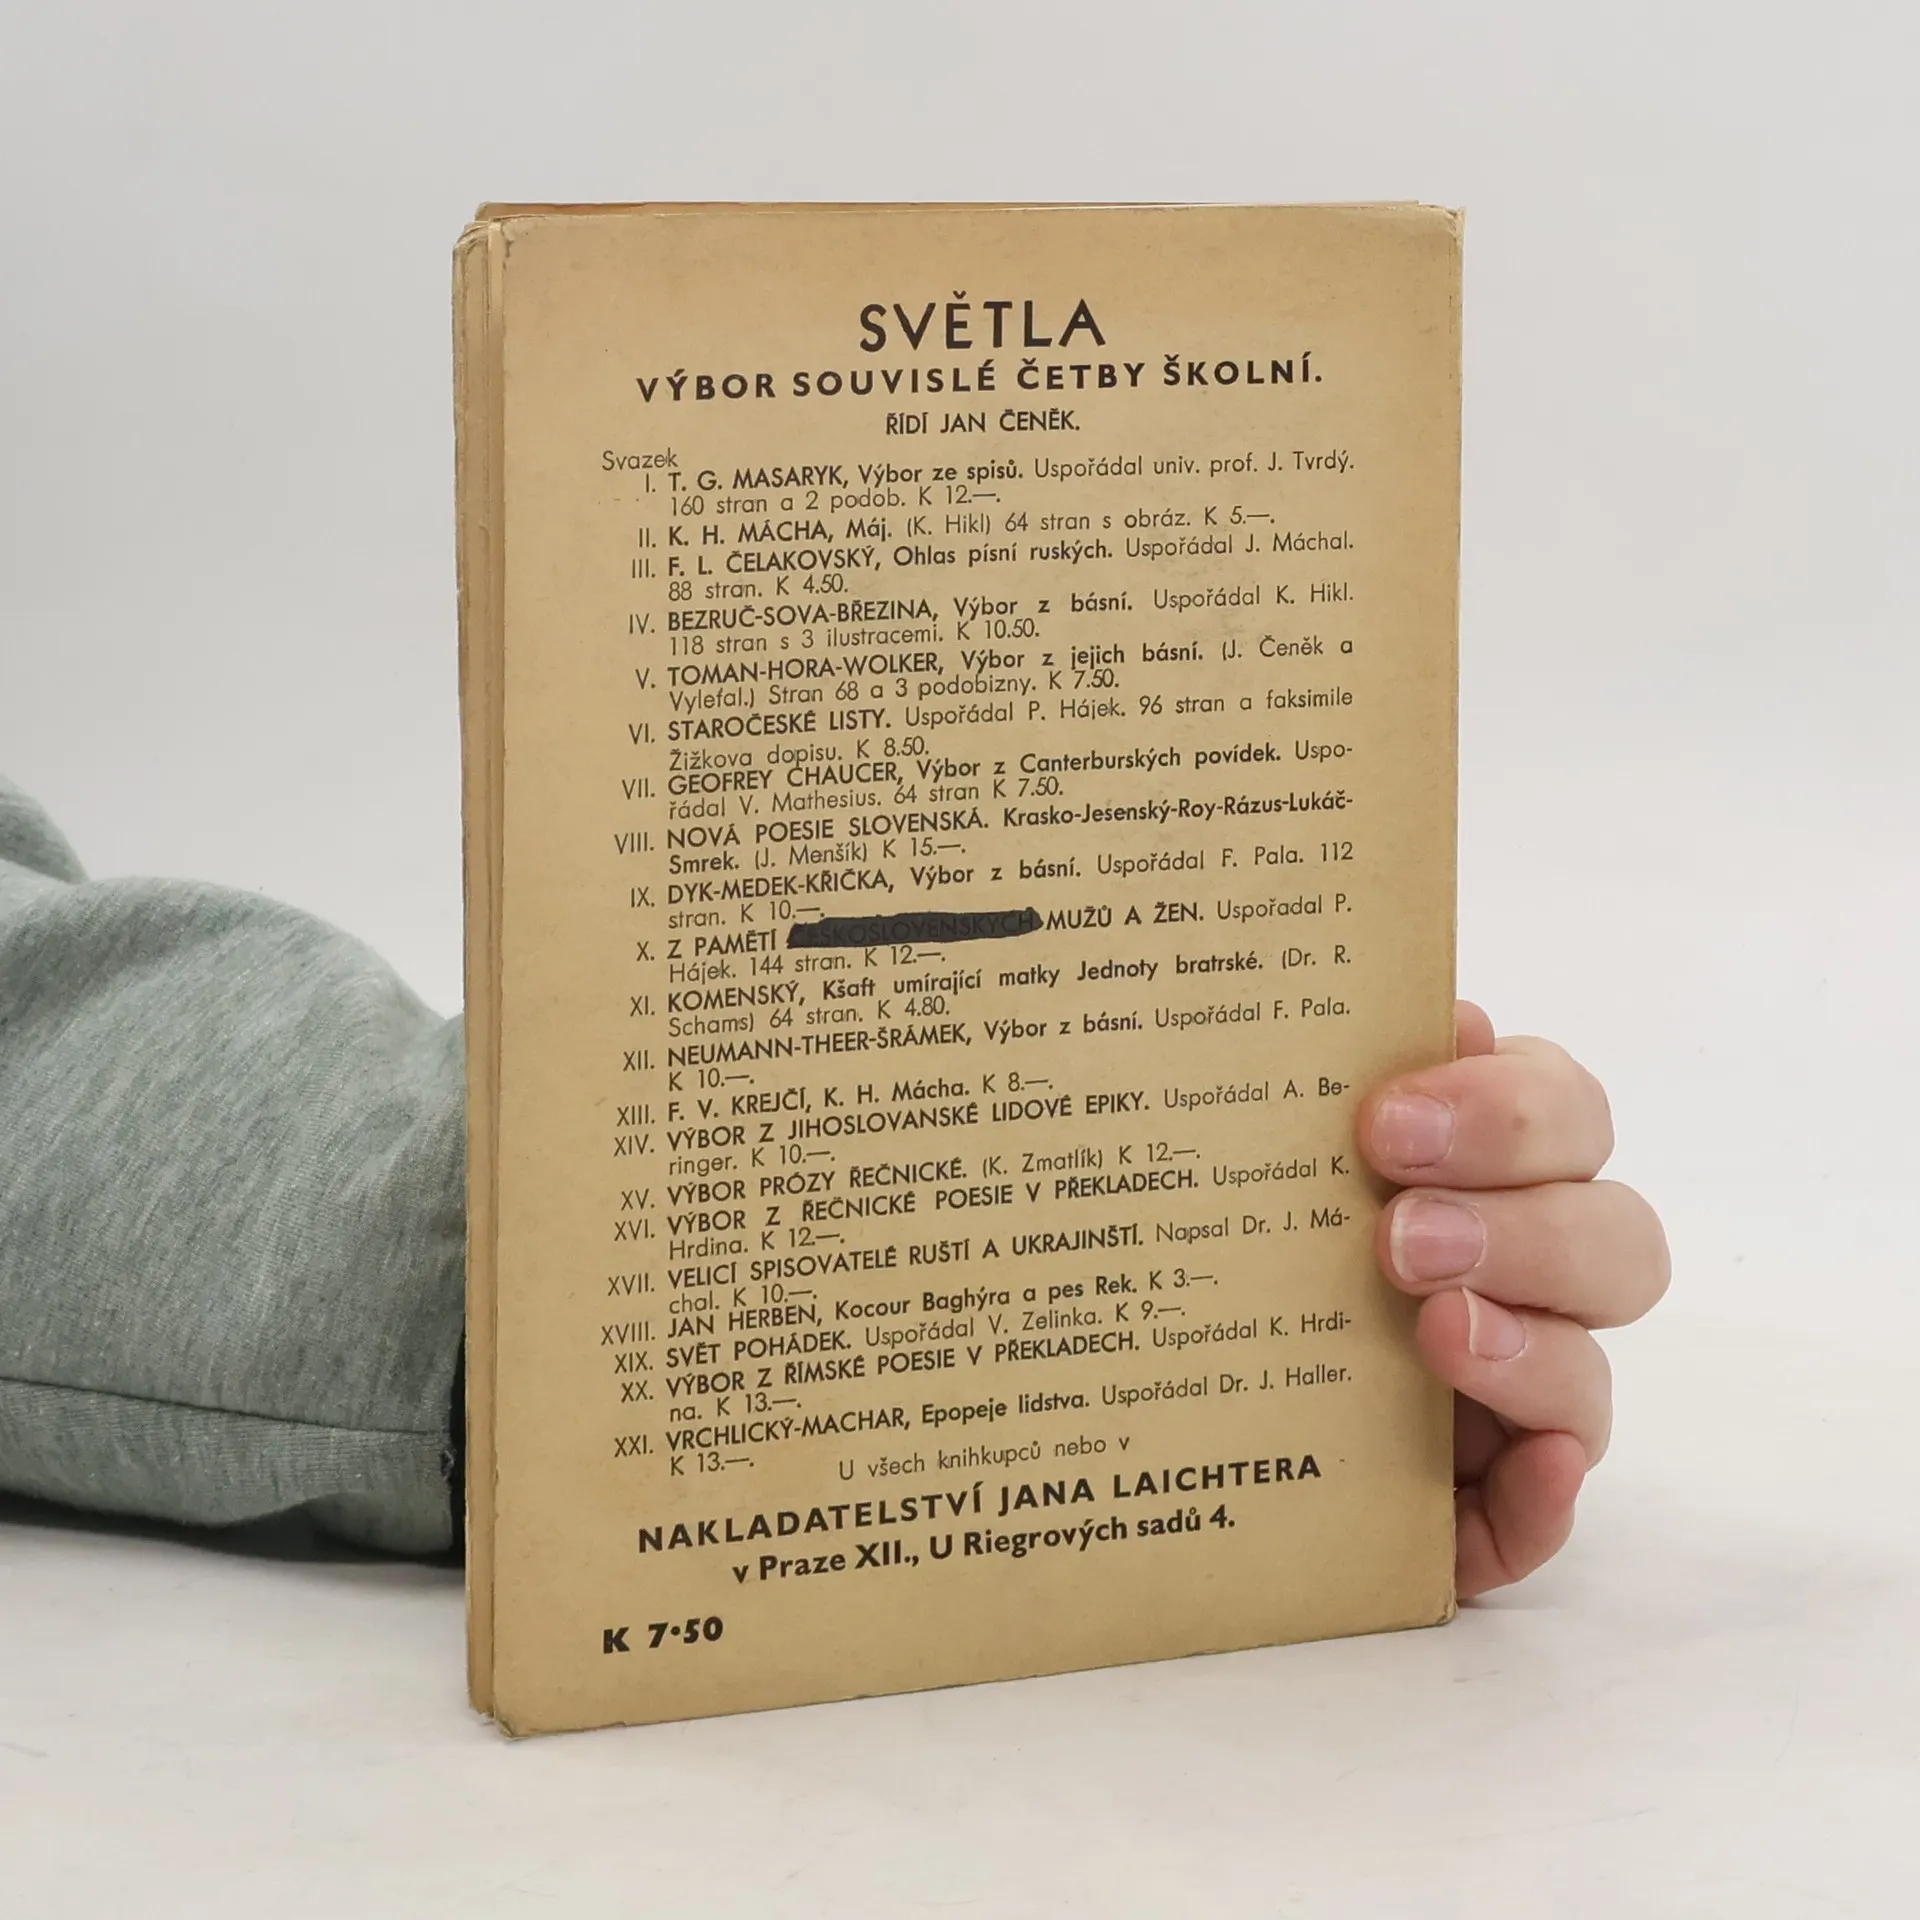 SVĚTLA
VÝBOR SOUVISLÉ ČETBY ŠKOLNÍ.
ŘÍDÍ JAN ČENĚK.
Svazek
I. T. G. MASARYK, Výbor ze spisů. Uspořádal univ. prof. J. Tvrdý.
160 stran a 2 podob. K 12.—.
II. K. H. MÁCHA, Máj. (K. Hikl) 64 stran s obráz. K 5.—.
III. F. L. ČELAKOVSKÝ, Ohlas písní ruských. Uspořádal J. Máchal.
88 stran. K 4.50.
IV. BEZRUČ-SOVA-BŘEZINA, Výbor z básní. Uspořádal K. Hikl.
118 stran s 3 ilustracemi. K 10.50.
V. TOMAN-HORA-WOLKER, Výbor z jejich básní. (J. Čeněk a
Vyleťal.) Stran 68 a 3 podobizny. K 7.50.
VI. STAROČESKÉ LISTY. Uspořádal P. Hájek. 96 stran a faksimile
Žižkova dopisu. K 8.50.
VII. GEOFREY CHAUCER, Výbor z Canterburských povídek. Uspo-
řádal V. Mathesius. 64 stran K 7.50.
VIII. NOVÁ POESIE SLOVENSKÁ. Krasko-Jesenský-Roy-Rázus-Lukáč-
Smrek. (J. Menšík) K 15.—.
IX. DYK-MEDEK-KŘIČKA, Výbor z básní. Uspořádal F. Pala. 112
stran. K 10.—.
X. Z PAMĚTÍ ČESKOSLOVENSKÝCH MUŽŮ A ŽEN. Uspořadal P.
Hájek. 144 stran. K 12.—.
XI. KOMENSKÝ, Kšaft umírající matky Jednoty bratrské. (Dr. R.
Schams) 64 stran. K 4.80.
XII. NEUMANN-THEER-ŠRÁMEK, Výbor z básní. Uspořádal F. Pala.
K 10.—.
XIII. F. V. KREJČÍ, K. H. Mácha. K 8.—.
XIV. VÝBOR Z JIHOSLOVANSKÉ LIDOVÉ EPIKY. Uspořádal A. Be-
ringer. K 10.—.
XV. VÝBOR PRÓZY ŘEČNICKÉ. (K. Zmatlík) K 12.—.
XVI. VÝBOR Z ŘEČNICKÉ POESIE V PŘEKLADECH. Uspořádal K.
Hrdina. K 12.—.
XVII. VELICÍ SPISOVATELÉ RUŠTÍ A UKRAJINŠTÍ. Napsal Dr. J. Má-
chal. K 10.—.
XVIII. JAN HERBEN, Kocour Baghýra a pes Rek. K 3.—.
XIX. SVĚT POHÁDEK. Uspořádal V. Zelinka. K 9.—.
XX. VÝBOR Z ŘÍMSKÉ POESIE V PŘEKLADECH. Uspořádal K. Hrdi-
na. K 13.—.
XXI. VRCHLICKÝ-MACHAR, Epopeje lidstva. Uspořádal Dr. J. Haller.
K 13.—.
U všech knihkupců nebo v
NAKLADATELSTVÍ JANA LAICHTERA
v Praze XII., U Riegrových sadů 4.
K 7·50